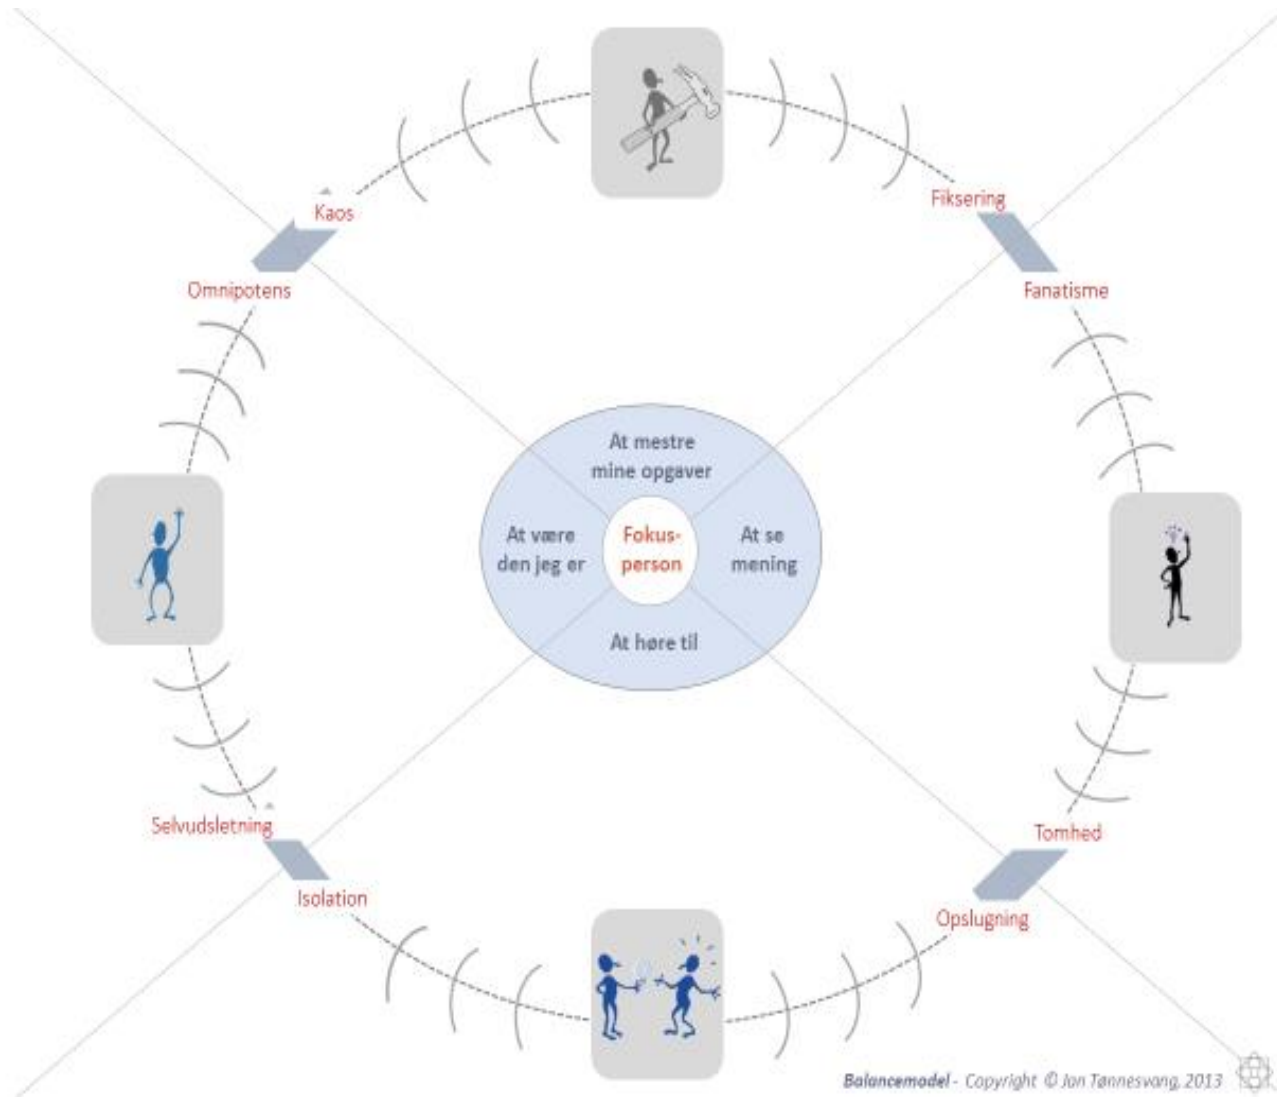 Kaos
Fiksering
Omnipotens
Fanatisme
At mestre
mine opgaver
At være
den jeg er
Fokus-
person
At se
mening
At høre til
Selvudsletning
Tomhed
Isolation
Opslugning
Balancemodel - Copyright © Jan Tønnesvang, 2013